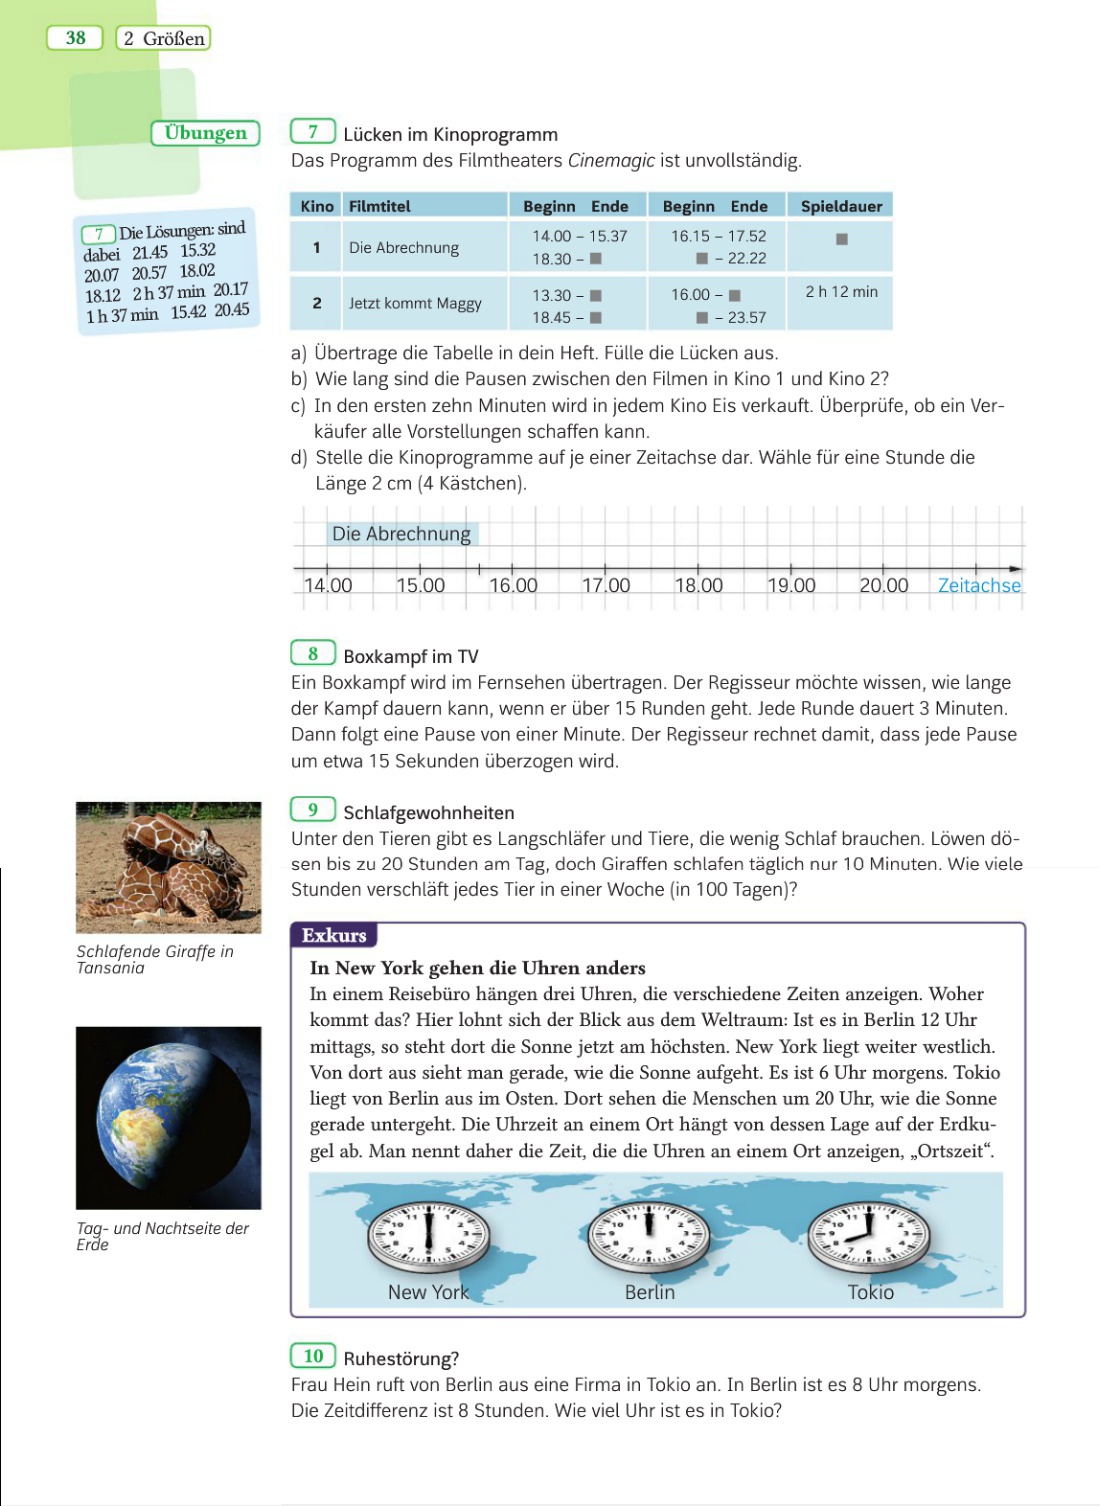 38
2 Größen
Übungen
7 Lücken im Kinoprogramm
Das Programm des Filmtheaters Cinemagic ist unvollständig.
Kino Filmtitel Beginn Ende Beginn Ende Spieldauer
1 Die Abrechnung 14.00 – 15.37 16.15 – 17.52 ■
18.30 – ■ ■ – 22.22
2 Jetzt kommt Maggy 13.30 – ■ 16.00 – ■ 2 h 12 min
18.45 – ■ ■ – 23.57
7 Die Lösungen: sind
dabei 21.45 15.32
20.07 20.57 18.02
18.12 2 h 37 min 20.17
1 h 37 min 15.42 20.45
a) Übertrage die Tabelle in dein Heft. Fülle die Lücken aus.
b) Wie lang sind die Pausen zwischen den Filmen in Kino 1 und Kino 2?
c) In den ersten zehn Minuten wird in jedem Kino Eis verkauft. Überprüfe, ob ein Ver-
käufer alle Vorstellungen schaffen kann.
d) Stelle die Kinoprogramme auf je einer Zeitachse dar. Wähle für eine Stunde die
Länge 2 cm (4 Kästchen).
Die Abrechnung
14.00 15.00 16.00 17.00 18.00 19.00 20.00 Zeitachse
8 Boxkampf im TV
Ein Boxkampf wird im Fernsehen übertragen. Der Regisseur möchte wissen, wie lange
der Kampf dauern kann, wenn er über 15 Runden geht. Jede Runde dauert 3 Minuten.
Dann folgt eine Pause von einer Minute. Der Regisseur rechnet damit, dass jede Pause
um etwa 15 Sekunden überzogen wird.
9 Schlafgewohnheiten
Unter den Tieren gibt es Langschläfer und Tiere, die wenig Schlaf brauchen. Löwen dö-
sen bis zu 20 Stunden am Tag, doch Giraffen schlafen täglich nur 10 Minuten. Wie viele
Stunden verschläft jedes Tier in einer Woche (in 100 Tagen)?
Schlafende Giraffe in
Tansania
Exkurs
In New York gehen die Uhren anders
In einem Reisebüro hängen drei Uhren, die verschiedene Zeiten anzeigen. Woher
kommt das? Hier lohnt sich der Blick aus dem Weltraum: Ist es in Berlin 12 Uhr
mittags, so steht dort die Sonne jetzt am höchsten. New York liegt weiter westlich.
Von dort aus sieht man gerade, wie die Sonne aufgeht. Es ist 6 Uhr morgens. Tokio
liegt von Berlin aus im Osten. Dort sehen die Menschen um 20 Uhr, wie die Sonne
gerade untergeht. Die Uhrzeit an einem Ort hängt von dessen Lage auf der Erdku-
gel ab. Man nennt daher die Zeit, die die Uhren an einem Ort anzeigen, „Ortszeit“.
Tag- und Nachtseite der
Erde
New York Berlin Tokio
10 Ruhestörung?
Frau Hein ruft von Berlin aus eine Firma in Tokio an. In Berlin ist es 8 Uhr morgens.
Die Zeitdifferenz ist 8 Stunden. Wie viel Uhr ist es in Tokio?